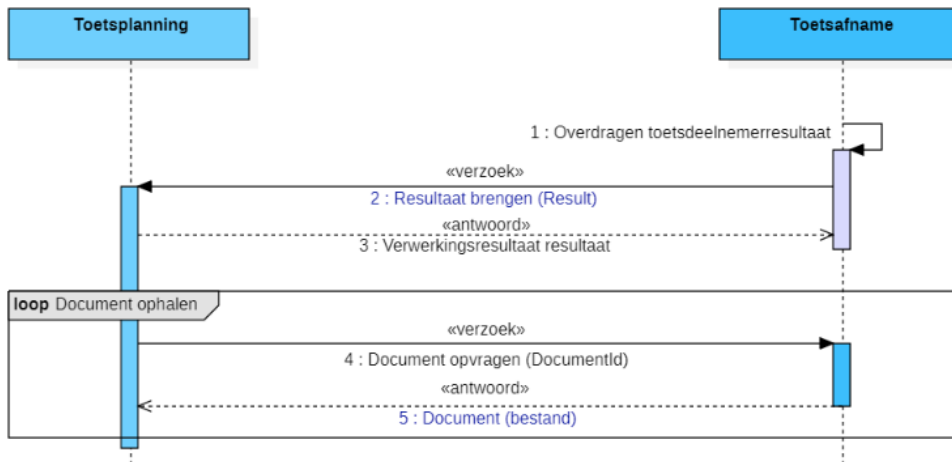 Toetsplanning
Toetsafname
1 : Overdragen toetsdeelnemerresultaat
«verzoek»
2 : Resultaat brengen (Result)
«antwoord»
3 : Verwerkingsresultaat resultaat
loop Document ophalen
«verzoek»
4 : Document opvragen (DocumentId)
«antwoord»
5 : Document (bestand)